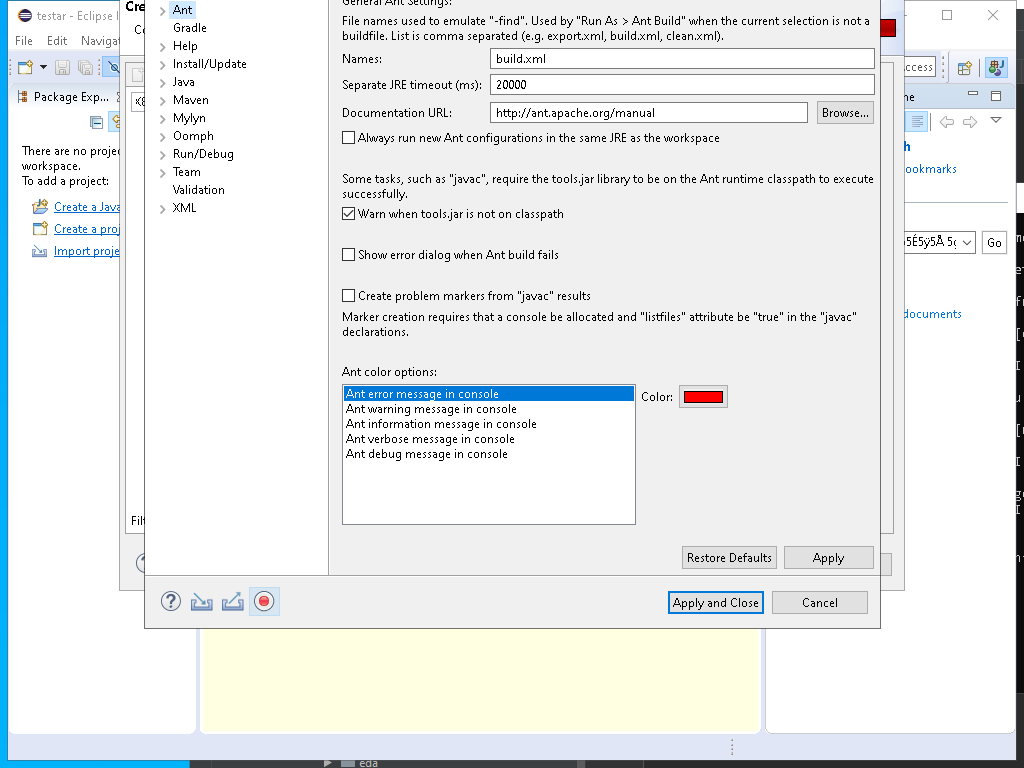 testar - Eclipse I
File Edit Naviga
Package Exp...
There are no proje
workspace.
To add a project:
Create a Java
Create a proj
Import proje
Cre
Ant
Gradle
Help
Install/Update
Java
Maven
Mylyn
Oomph
Run/Debug
Team
Validation
XML
General Ant Settings:
File names used to emulate "-find". Used by "Run As > Ant Build" when the current selection is not a
buildfile. List is comma separated (e.g. export.xml, build.xml, clean.xml).
Names: build.xml
Separate JRE timeout (ms): 20000
Documentation URL: http://ant.apache.org/manual Browse...
Always run new Ant configurations in the same JRE as the workspace
Some tasks, such as "javac", require the tools.jar library to be on the Ant runtime classpath to execute
successfully.
Warn when tools.jar is not on classpath
Show error dialog when Ant build fails
Create problem markers from "javac" results
Marker creation requires that a console be allocated and "listfiles" attribute be "true" in the "javac"
declarations.
Ant color options:
Ant error message in console
Ant warning message in console
Ant information message in console
Ant verbose message in console
Ant debug message in console
Color:
Restore Defaults Apply
Apply and Close Cancel
Filt
ccess
ne
h
ookmarks
Go
documents
eda